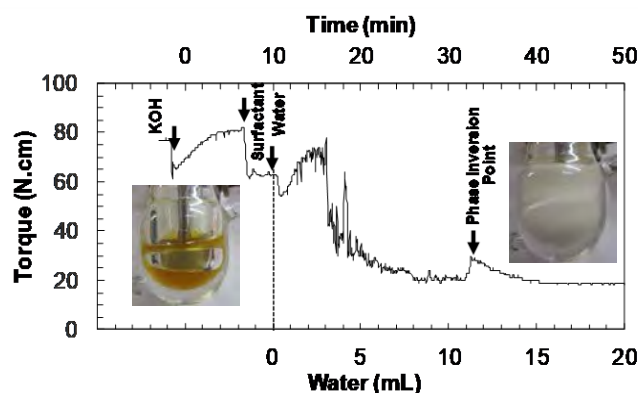 Time (min)
0 10 20 30 40 50
100
80
60
40
20
0
Torque (N.cm)
KOH
Surfactant
Water
Phase Inversion
Point
0 5 10 15 20
Water (mL)